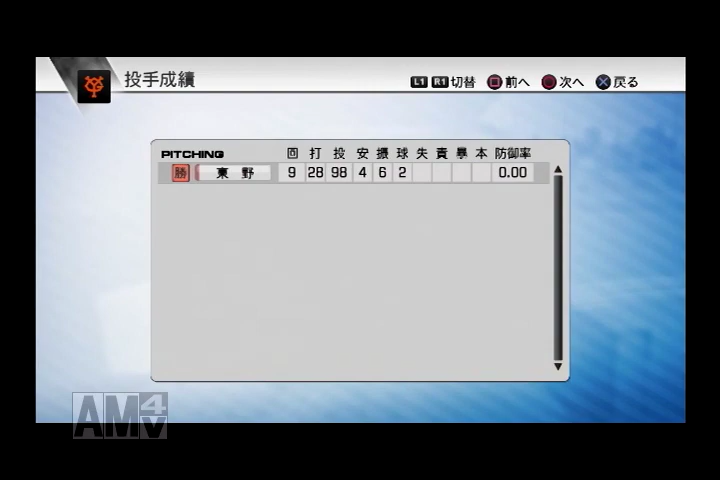 投手成績 L1 R1 切替 前へ 次へ 戻る
PITCHING 回 打 投 安 振 球 失 責 暴 本 防御率
勝 東野 9 28 98 4 6 2 0.00
AM4V